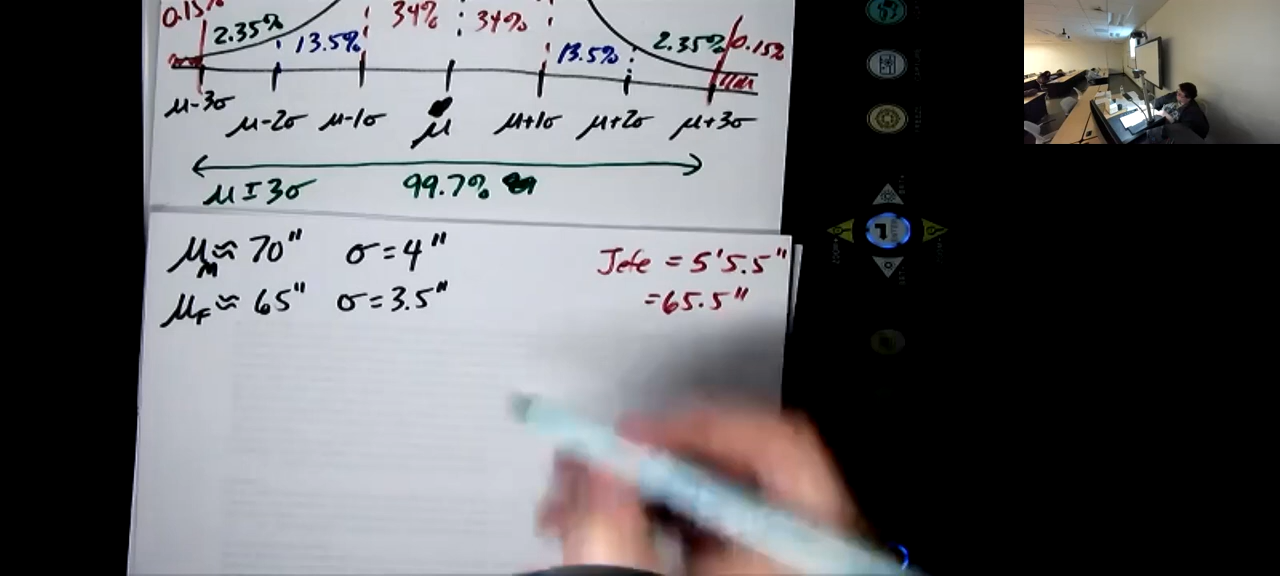 0.15% 2.35% 13.5% 34% 34% 13.5% 2.35% 0.15%
μ-3σ μ-2σ μ-1σ μ μ+1σ μ+2σ μ+3σ
μ±3σ 99.7%
μM≈70" σ=4" Jefe = 5'5.5"
μF≈65" σ=3.5" =65.5"